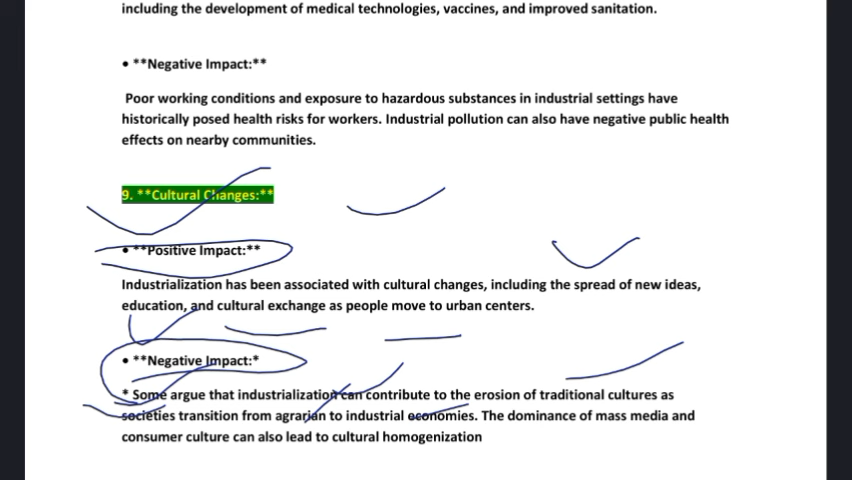 including the development of medical technologies, vaccines, and improved sanitation.
• **Negative Impact:**
Poor working conditions and exposure to hazardous substances in industrial settings have
historically posed health risks for workers. Industrial pollution can also have negative public health
effects on nearby communities.
9. **Cultural Changes:**
• **Positive Impact:**
Industrialization has been associated with cultural changes, including the spread of new ideas,
education, and cultural exchange as people move to urban centers.
• **Negative Impact:*
* Some argue that industrialization can contribute to the erosion of traditional cultures as
societies transition from agrarian to industrial economies. The dominance of mass media and
consumer culture can also lead to cultural homogenization